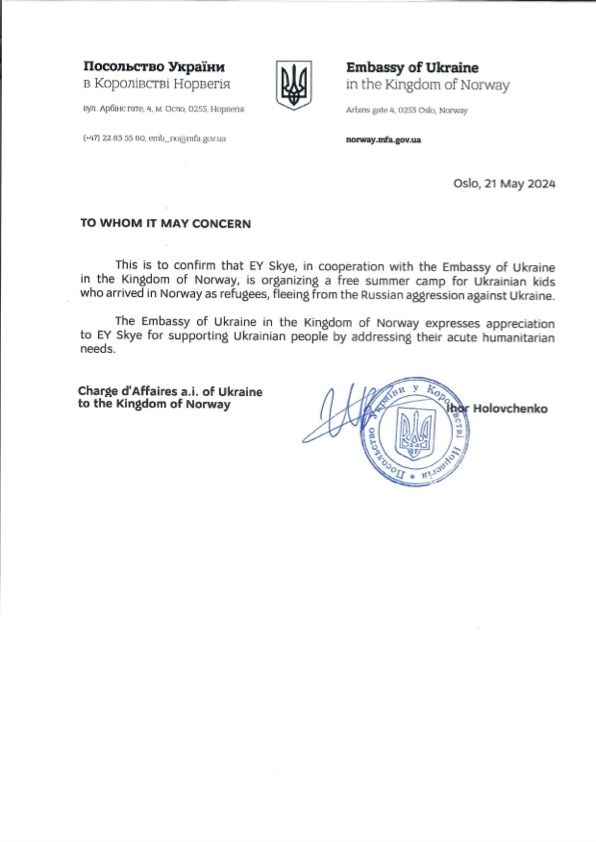 Посольство України
в Королівстві Норвегія
вул. Арбінсгате, 4, м. Осло, 0253, Норвегія
(+47) 22 83 55 60, emb_no@mfa.gov.ua
Embassy of Ukraine
in the Kingdom of Norway
Arbins gate 4, 0253 Oslo, Norway
norway.mfa.gov.ua
Oslo, 21 May 2024
TO WHOM IT MAY CONCERN
This is to confirm that EY Skye, in cooperation with the Embassy of Ukraine
in the Kingdom of Norway, is organizing a free summer camp for Ukrainian kids
who arrived in Norway as refugees, fleeing from the Russian aggression against Ukraine.
The Embassy of Ukraine in the Kingdom of Norway expresses appreciation
to EY Skye for supporting Ukrainian people by addressing their acute humanitarian
needs.
Charge d'Affaires a.i. of Ukraine
to the Kingdom of Norway
Ihor Holovchenko
Посольство України у Королівстві Норвегія